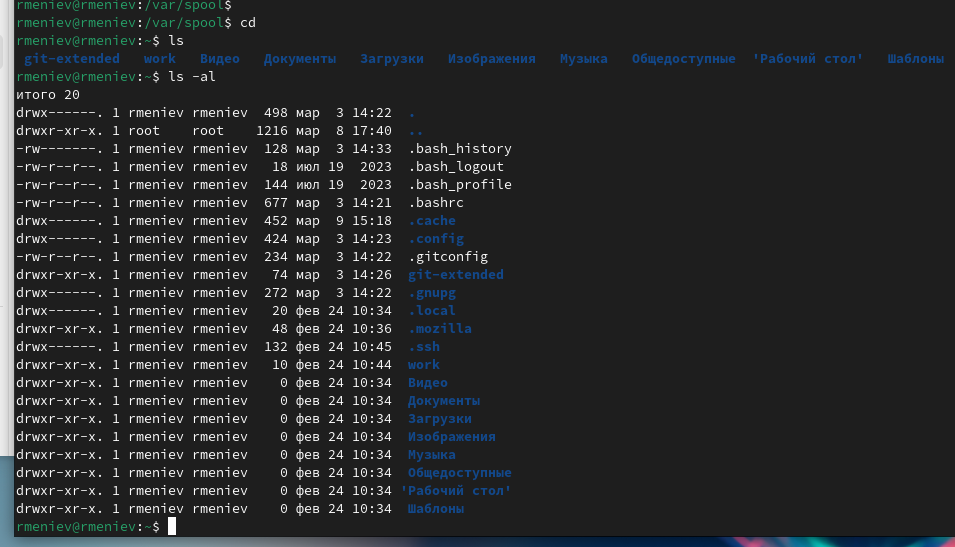 rmeniev@rmeniev:/var/spool$
rmeniev@rmeniev:/var/spool$ cd
rmeniev@rmeniev:~$ ls
git-extended   work   Видео   Документы   Загрузки   Изображения   Музыка   Общедоступные  'Рабочий стол'   Шаблоны
rmeniev@rmeniev:~$ ls -al
итого 20
drwx------. 1 rmeniev rmeniev  498 мар  3 14:22  .
drwxr-xr-x. 1 root    root    1216 мар  8 17:40  ..
-rw-------. 1 rmeniev rmeniev  128 мар  3 14:33  .bash_history
-rw-r--r--. 1 rmeniev rmeniev   18 июл 19  2023  .bash_logout
-rw-r--r--. 1 rmeniev rmeniev  144 июл 19  2023  .bash_profile
-rw-r--r--. 1 rmeniev rmeniev  677 мар  3 14:21  .bashrc
drwx------. 1 rmeniev rmeniev  452 мар  9 15:18  .cache
drwx------. 1 rmeniev rmeniev  424 мар  3 14:23  .config
-rw-r--r--. 1 rmeniev rmeniev  234 мар  3 14:22  .gitconfig
drwxr-xr-x. 1 rmeniev rmeniev   74 мар  3 14:26  git-extended
drwx------. 1 rmeniev rmeniev  272 мар  3 14:22  .gnupg
drwx------. 1 rmeniev rmeniev   20 фев 24 10:34  .local
drwxr-xr-x. 1 rmeniev rmeniev   48 фев 24 10:36  .mozilla
drwx------. 1 rmeniev rmeniev  132 фев 24 10:45  .ssh
drwxr-xr-x. 1 rmeniev rmeniev   10 фев 24 10:44  work
drwxr-xr-x. 1 rmeniev rmeniev    0 фев 24 10:34  Видео
drwxr-xr-x. 1 rmeniev rmeniev    0 фев 24 10:34  Документы
drwxr-xr-x. 1 rmeniev rmeniev    0 фев 24 10:34  Загрузки
drwxr-xr-x. 1 rmeniev rmeniev    0 фев 24 10:34  Изображения
drwxr-xr-x. 1 rmeniev rmeniev    0 фев 24 10:34  Музыка
drwxr-xr-x. 1 rmeniev rmeniev    0 фев 24 10:34  Общедоступные
drwxr-xr-x. 1 rmeniev rmeniev    0 фев 24 10:34 'Рабочий стол'
drwxr-xr-x. 1 rmeniev rmeniev    0 фев 24 10:34  Шаблоны
rmeniev@rmeniev:~$